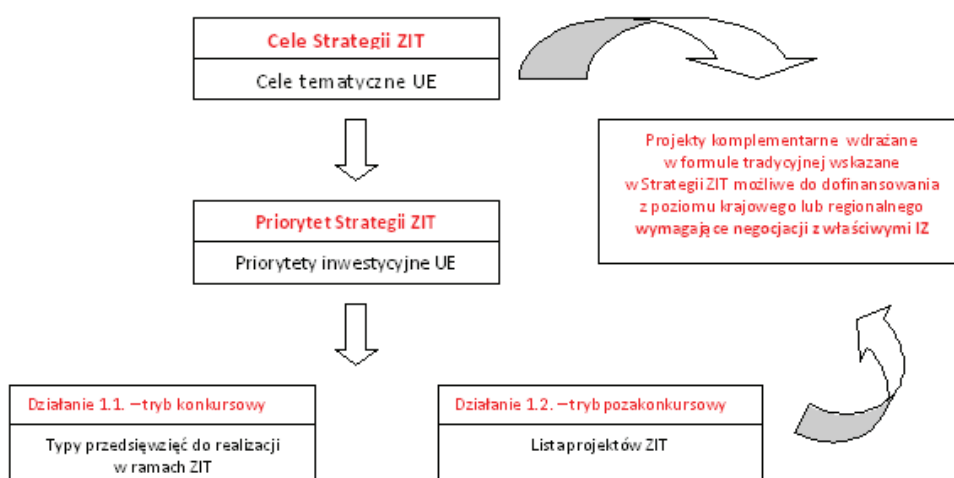 Cele Strategii ZIT
Cele tematyczne UE
Projekty komplementarne wdrażane
w formule tradycyjnej wskazane
w Strategii ZIT możliwe do dofinansowania
z poziomu krajowego lub regionalnego
wymagające negocjacji z właściwymi IZ
Priorytet Strategii ZIT
Priorytety inwestycyjne UE
Działanie 1.1. – tryb konkursowy
Typy przedsięwzięć do realizacji
w ramach ZIT
Działanie 1.2. – tryb pozakonkursowy
Lista projektów ZIT